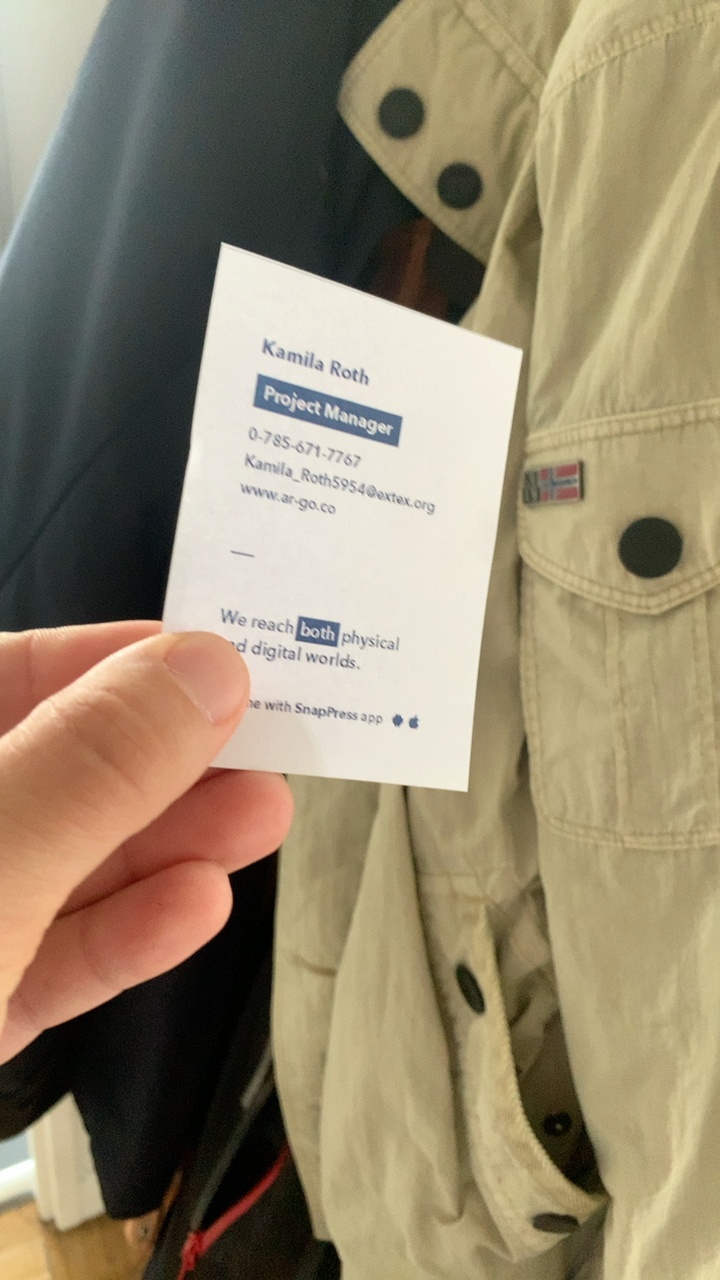 Kamila Roth
Project Manager
0-785-671-7767
Kamila_Roth5954@extex.org
www.ar-go.co
—
We reach both physical
digital worlds.
with SnapPress app